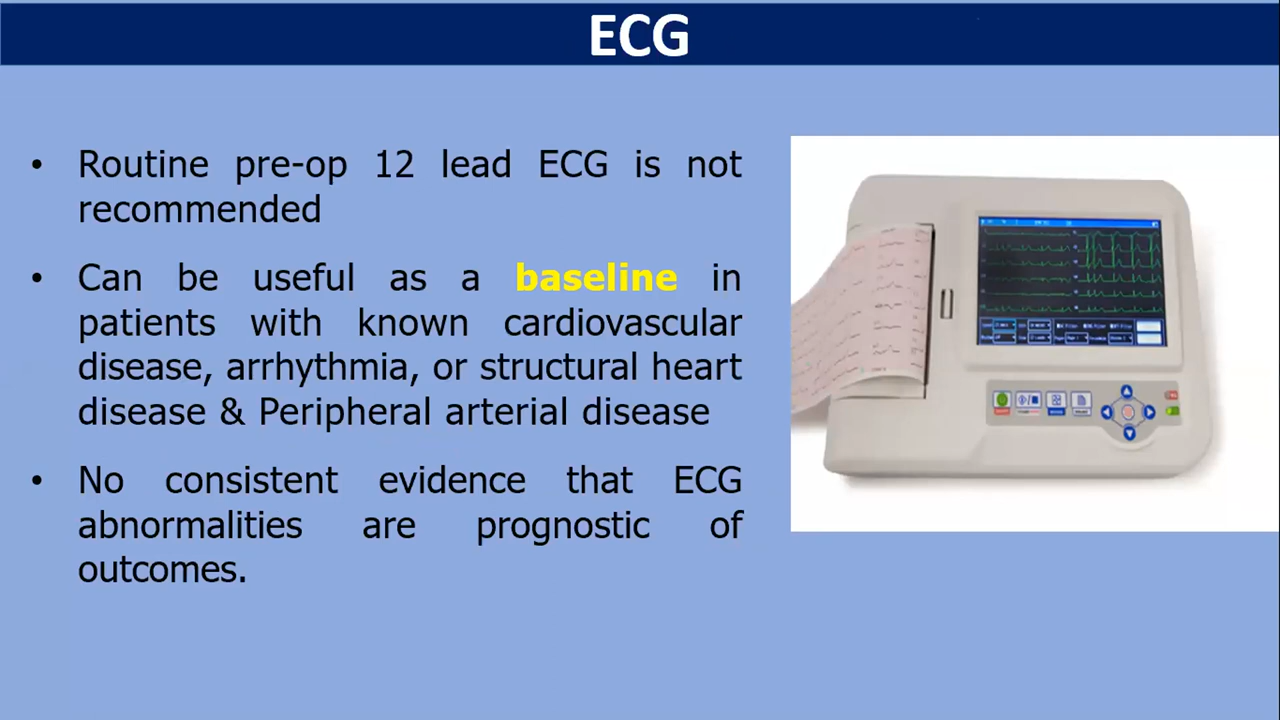 ECG
• Routine pre-op 12 lead ECG is not
recommended
• Can be useful as a baseline in
patients with known cardiovascular
disease, arrhythmia, or structural heart
disease & Peripheral arterial disease
• No consistent evidence that ECG
abnormalities are prognostic of
outcomes.